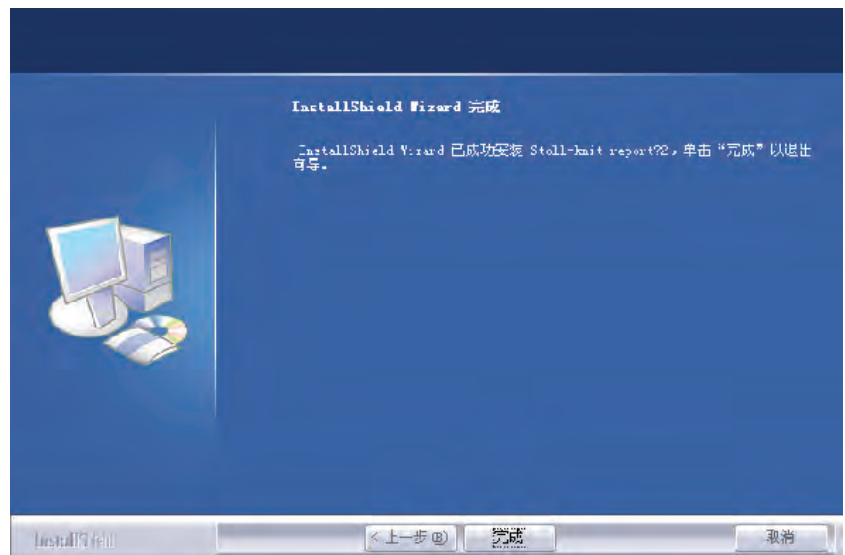 InstallShield Wizard 完成
InstallShield Wizard 已成功安装 Stoll-knit report?2，单击“完成”以退出
向导。
InstallShield
< 上一步(B)
完成
取消